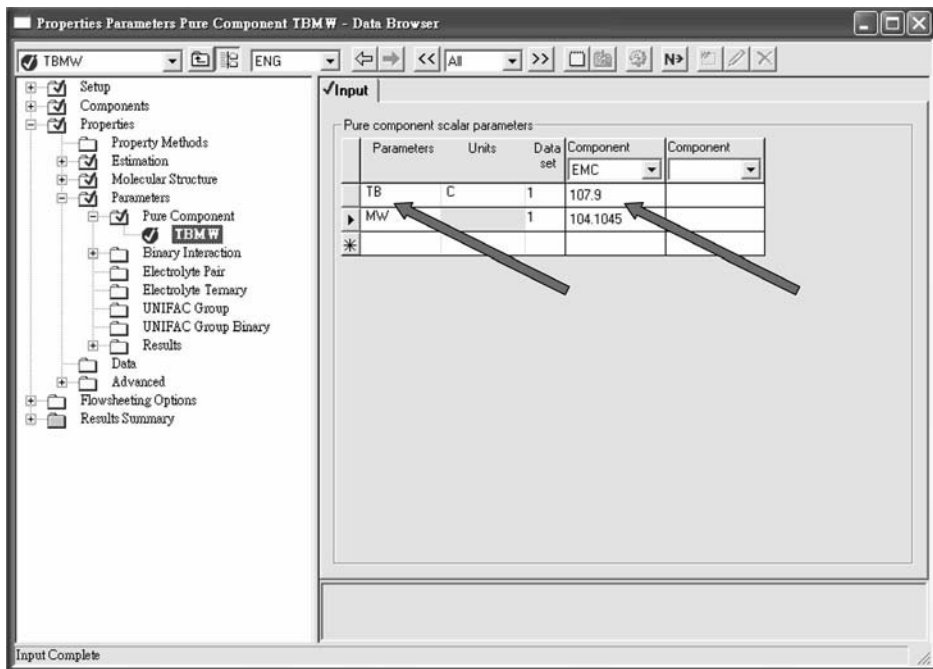 Properties Parameters Pure Component TBMW - Data Browser
TBMW ENG << All >> N>
Setup
Components
Properties
Property Methods
Estimation
Molecular Structure
Parameters
Pure Component
TBMW
Binary Interaction
Electrolyte Pair
Electrolyte Ternary
UNIFAC Group
UNIFAC Group Binary
Results
Data
Advanced
Flowsheeting Options
Results Summary
√Input
Pure component scalar parameters
Parameters Units Data set Component Component
EMC
TB C 1 107.9
MW 1 104.1045
Input Complete